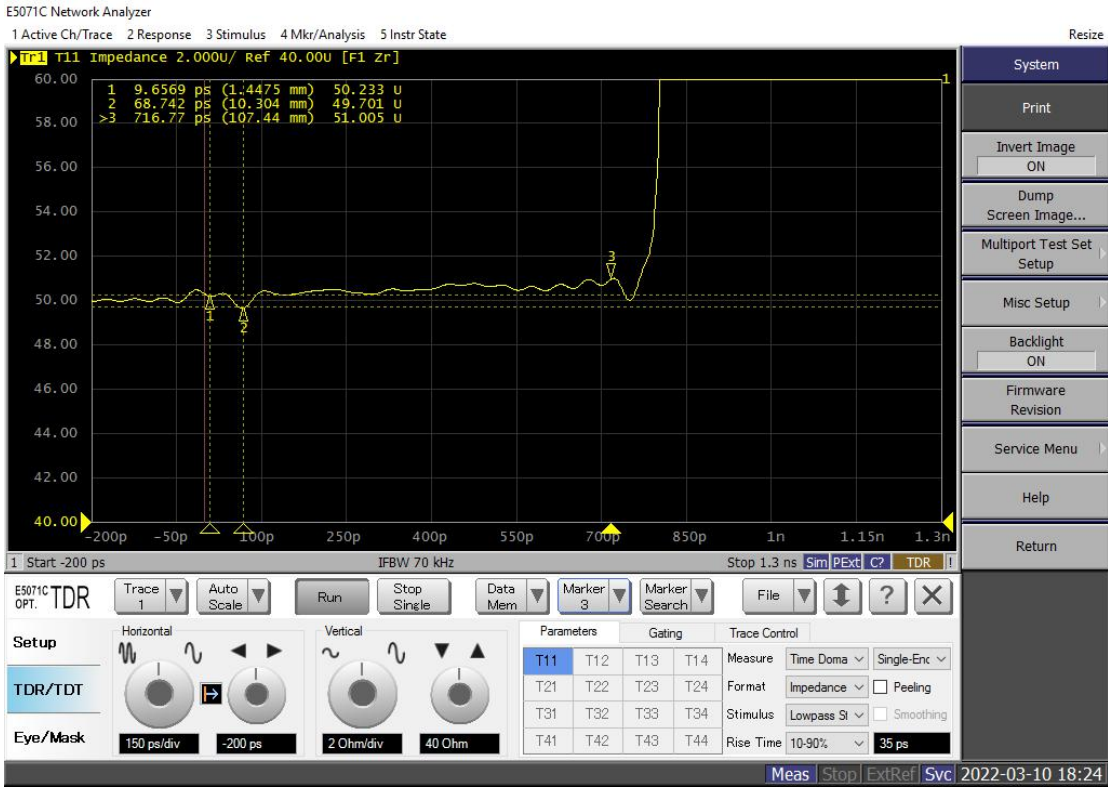 E5071C Network Analyzer
1 Active Ch/Trace 2 Response 3 Stimulus 4 Mkr/Analysis 5 Instr State Resize
Tr1 T11 Impedance 2.000U/ Ref 40.00U [F1 Zr]
60.00
58.00
56.00
54.00
52.00
50.00
48.00
46.00
44.00
42.00
40.00
1 9.6569 ps (1.4475 mm) 50.233 U
2 68.742 ps (10.304 mm) 49.701 U
>3 716.77 ps (107.44 mm) 51.005 U
1
3
1
2
-200p -50p 100p 250p 400p 550p 700p 850p 1n 1.15n 1.3n
1 Start -200 ps IFBW 70 kHz Stop 1.3 ns Sim PExt C? TDR !
System
Print
Invert Image
ON
Dump
Screen Image...
Multiport Test Set
Setup
Misc Setup
Backlight
ON
Firmware
Revision
Service Menu
Help
Return
E5071C OPT. TDR
Trace 1
Auto Scale
Run
Stop Single
Data Mem
Marker 3
Marker Search
File
?
Setup
TDR/TDT
Eye/Mask
Horizontal
150 ps/div -200 ps
Vertical
2 Ohm/div 40 Ohm
Parameters Gating Trace Control
T11 T12 T13 T14
T21 T22 T23 T24
T31 T32 T33 T34
T41 T42 T43 T44
Measure Time Doma Single-Enc
Format Impedance Peeling
Stimulus Lowpass St Smoothing
Rise Time 10-90% 35 ps
Meas Stop ExtRef Svc 2022-03-10 18:24